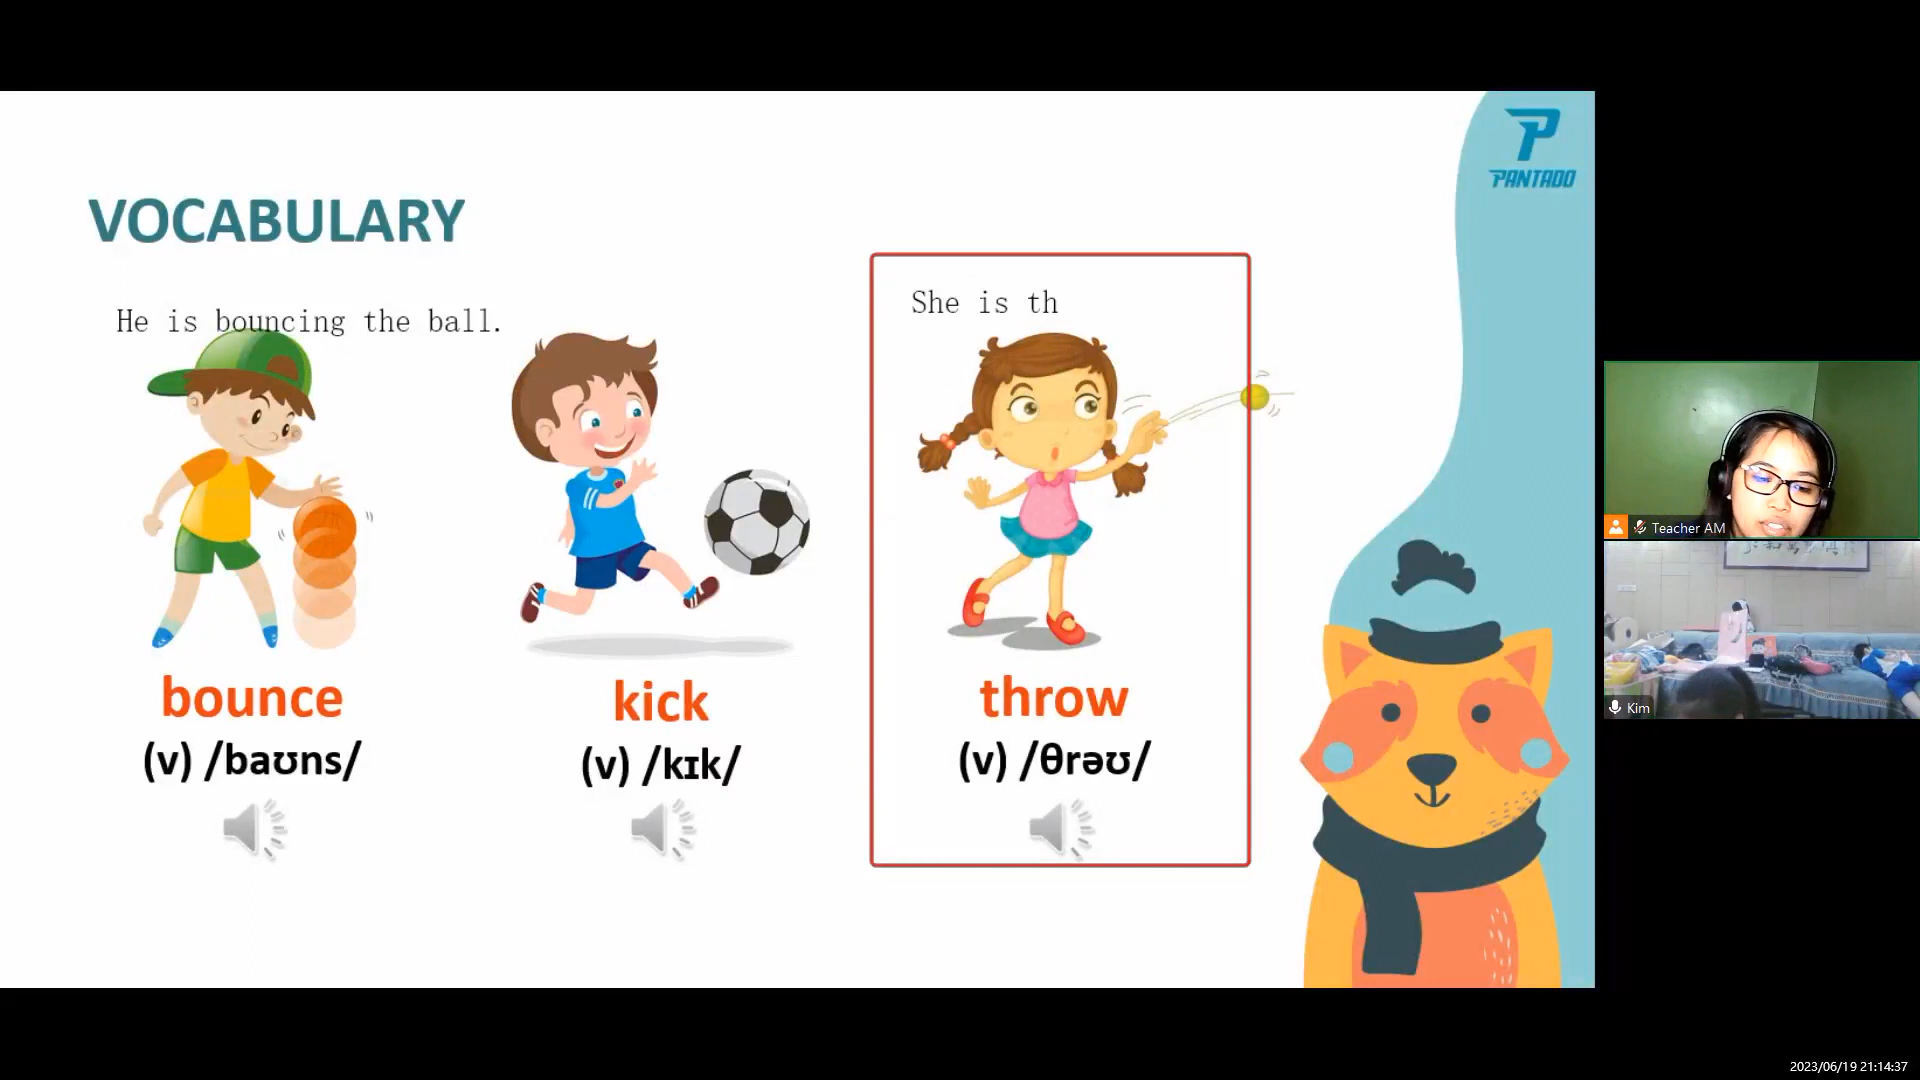 PANTADO
VOCABULARY
He is bouncing the ball.
She is th
bounce
(v) /baʊns/
kick
(v) /kɪk/
throw
(v) /θrəʊ/
Teacher AM
Kim
2023/06/19 21:14:37